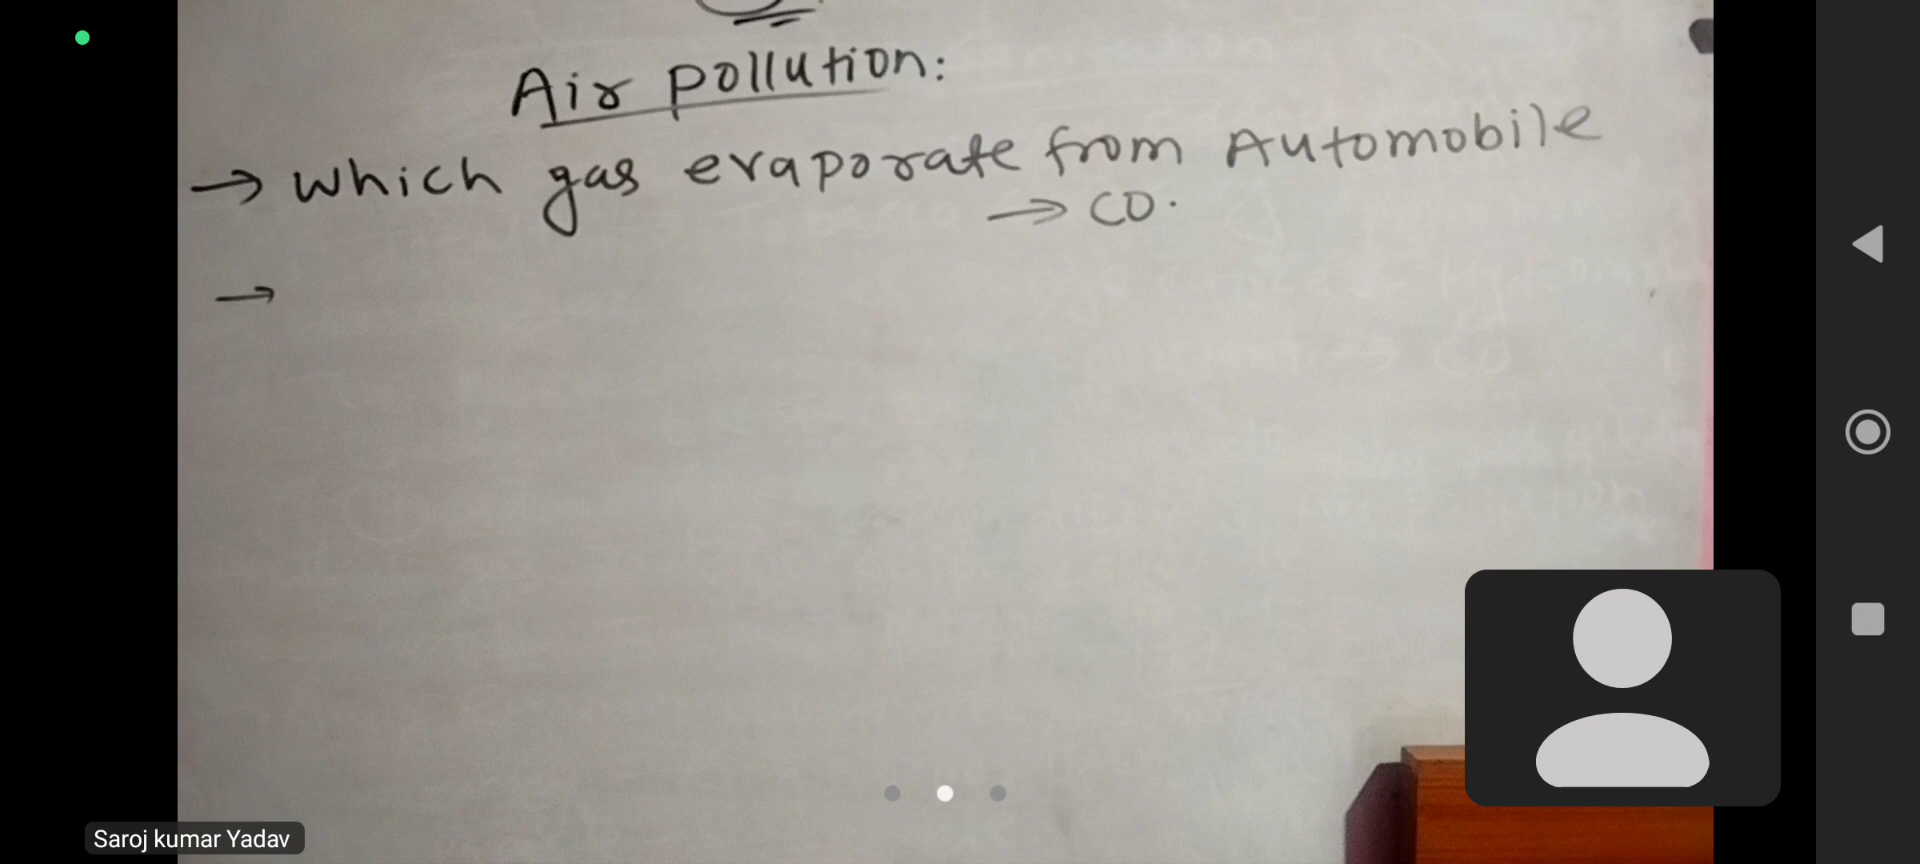 Air pollution:
→ which gas evaporate from Automobile
→ CO.
→
Saroj kumar Yadav